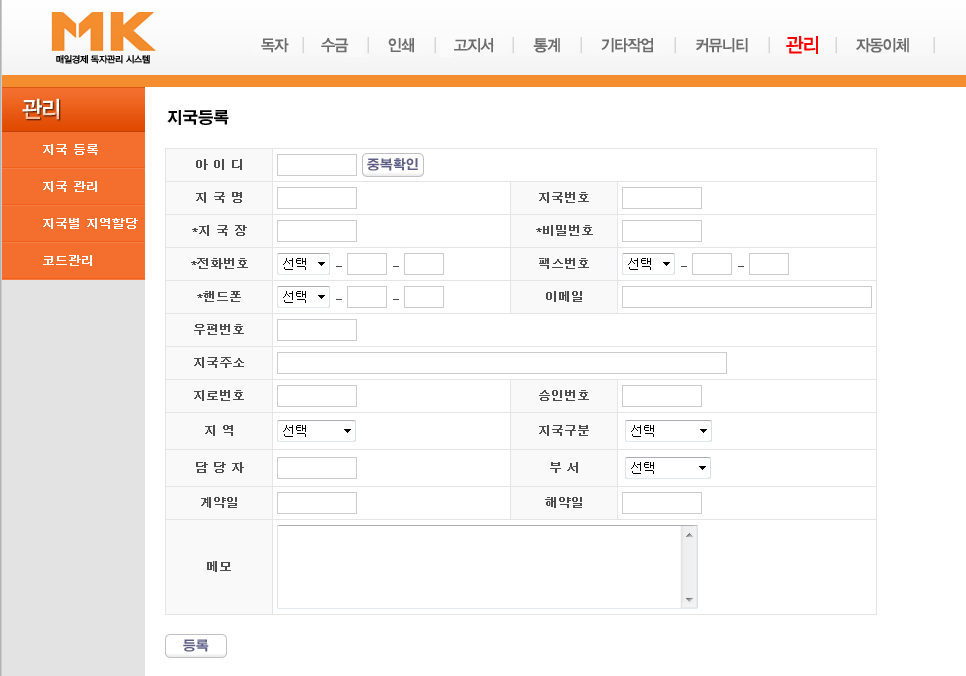 MK
매일경제 독자관리 시스템
독자 | 수금 | 인쇄 | 고지서 | 통계 | 기타작업 | 커뮤니티 | 관리 | 자동이체 |
관리
지국 등록
지국 관리
지국별 지역할당
코드관리
지국등록
아 이 디 중복확인
지 국 명 지국번호
*지 국 장 *비밀번호
*전화번호 선택 – – 팩스번호 선택 – –
*핸드폰 선택 – – 이메일
우편번호
지국주소
지로번호 승인번호
지 역 선택 지국구분 선택
담 당 자 부 서 선택
계약일 해약일
메모
등록